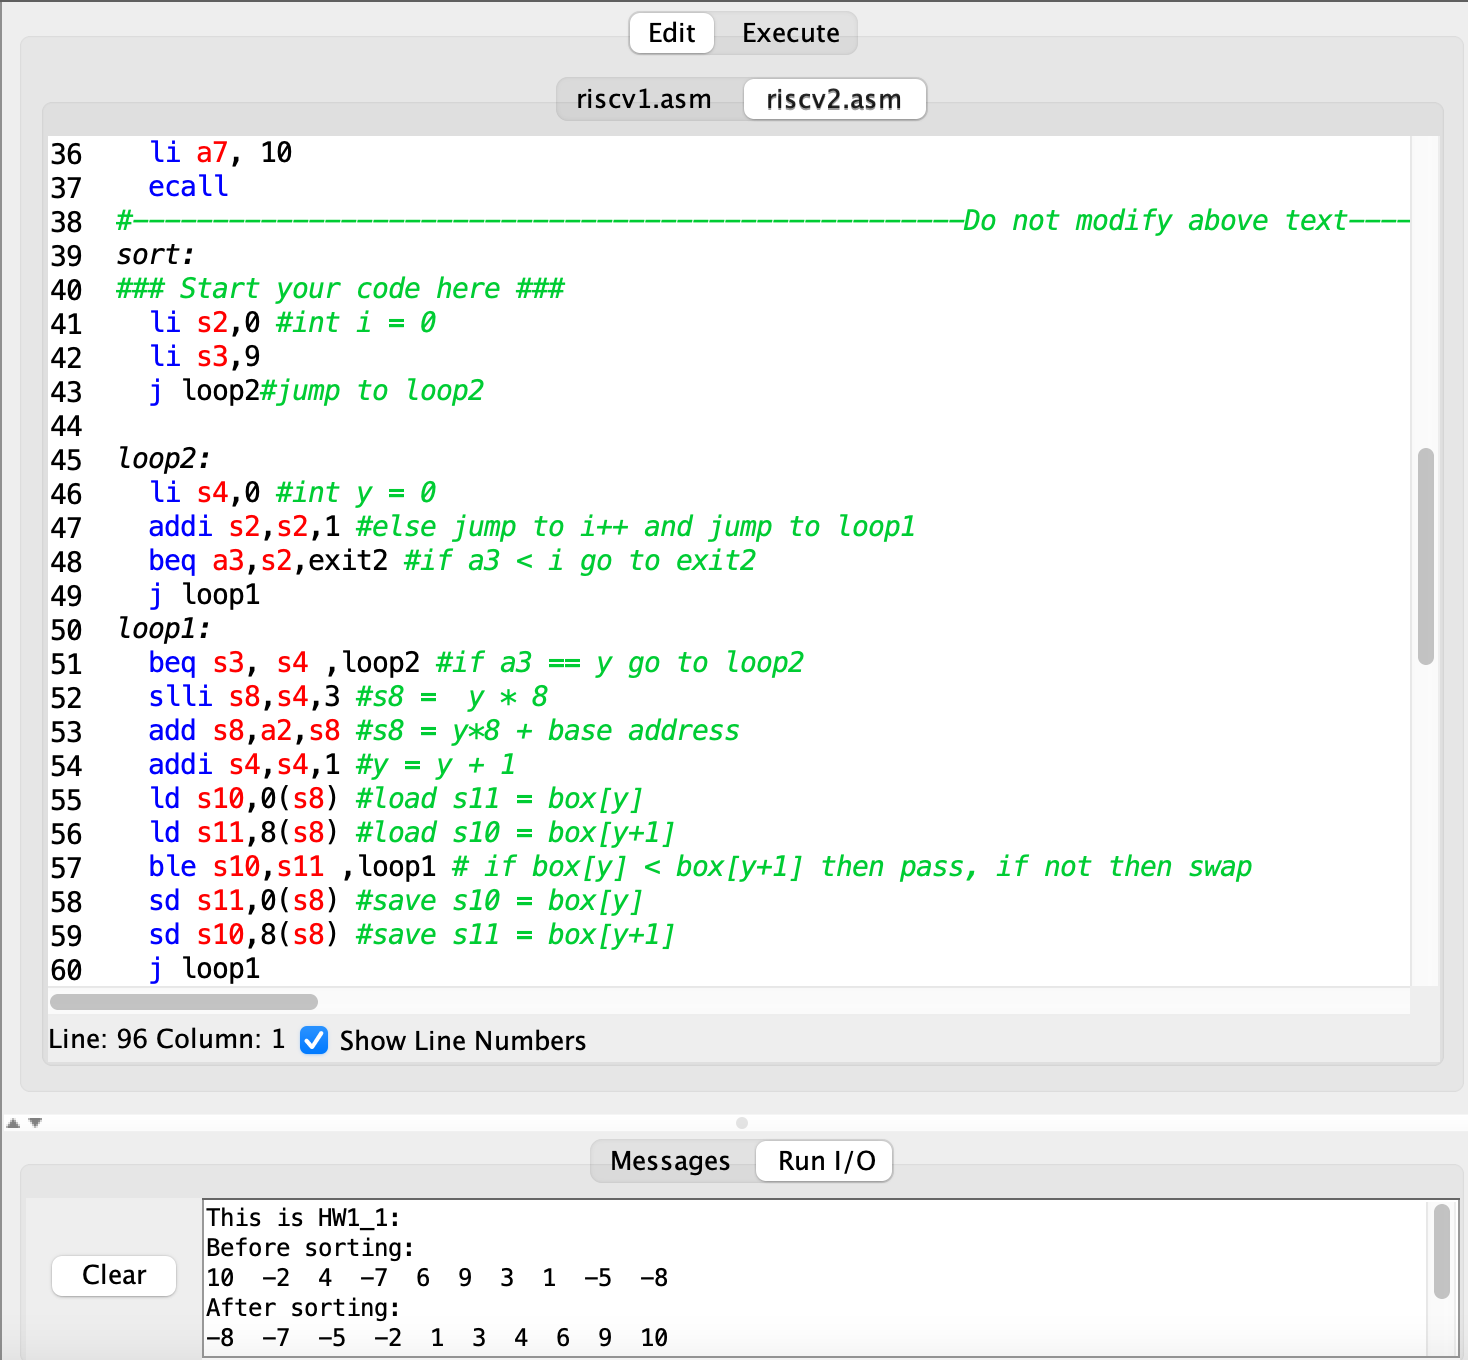 Edit Execute
riscv1.asm riscv2.asm
36 li a7, 10
37 ecall
38 #----------------------------------------------------Do not modify above text----
39 sort:
40 ### Start your code here ###
41 li s2,0 #int i = 0
42 li s3,9
43 j loop2#jump to loop2
44
45 loop2:
46 li s4,0 #int y = 0
47 addi s2,s2,1 #else jump to i++ and jump to loop1
48 beq a3,s2,exit2 #if a3 < i go to exit2
49 j loop1
50 loop1:
51 beq s3, s4 ,loop2 #if a3 == y go to loop2
52 slli s8,s4,3 #s8 =  y * 8
53 add s8,a2,s8 #s8 = y*8 + base address
54 addi s4,s4,1 #y = y + 1
55 ld s10,0(s8) #load s11 = box[y]
56 ld s11,8(s8) #load s10 = box[y+1]
57 ble s10,s11 ,loop1 # if box[y] < box[y+1] then pass, if not then swap
58 sd s11,0(s8) #save s10 = box[y]
59 sd s10,8(s8) #save s11 = box[y+1]
60 j loop1
Line: 96 Column: 1 Show Line Numbers
Messages Run I/O
Clear
This is HW1_1:
Before sorting:
10  -2  4  -7  6  9  3  1  -5  -8
After sorting:
-8  -7  -5  -2  1  3  4  6  9  10